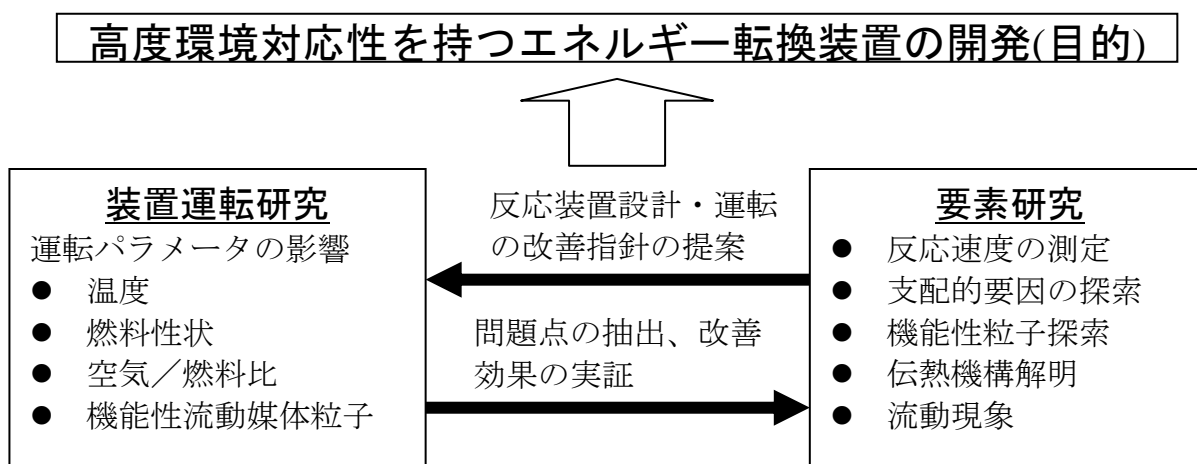 高度環境対応性を持つエネルギー転換装置の開発(目的)
装置運転研究
運転パラメータの影響
● 温度
● 燃料性状
● 空気／燃料比
● 機能性流動媒体粒子
反応装置設計・運転
の改善指針の提案
問題点の抽出、改善
効果の実証
要素研究
● 反応速度の測定
● 支配的要因の探索
● 機能性粒子探索
● 伝熱機構解明
● 流動現象